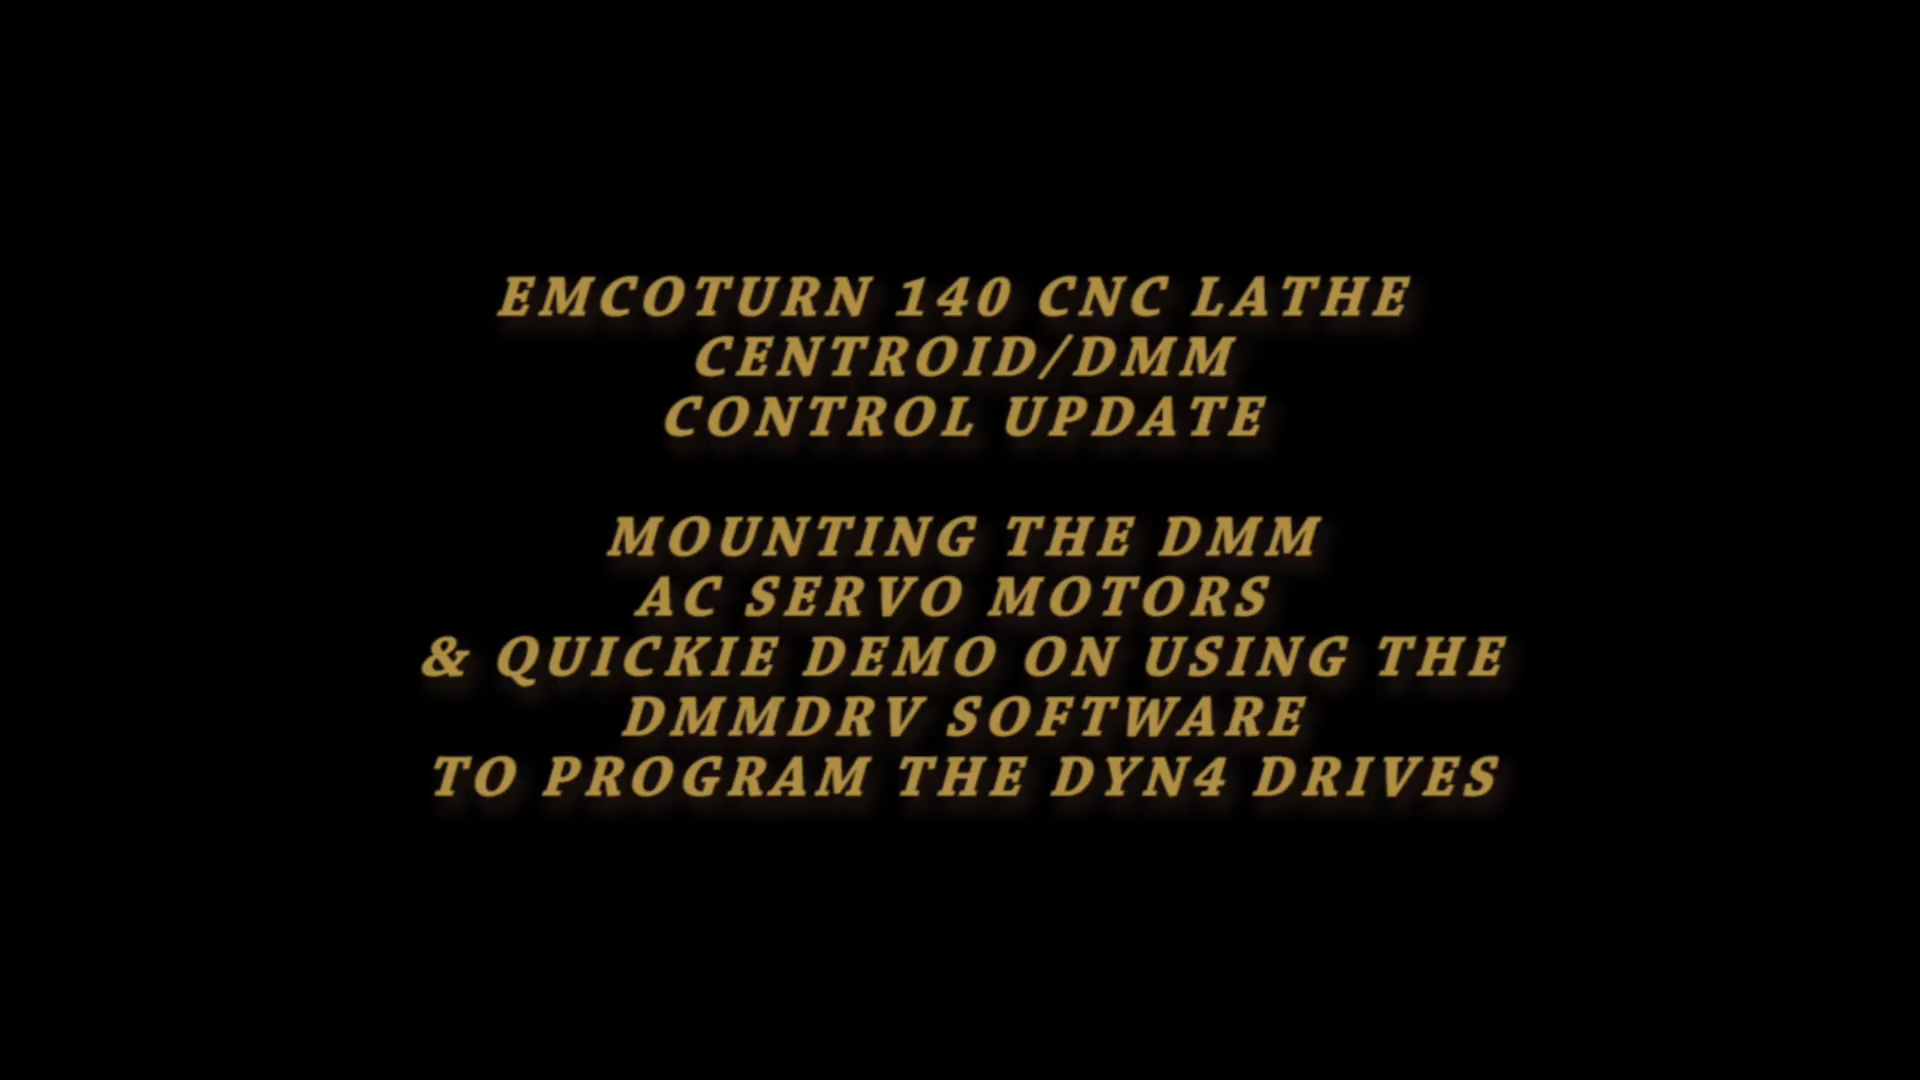 EMCOTURN 140 CNC LATHE
CENTROID/DMM
CONTROL UPDATE
MOUNTING THE DMM
AC SERVO MOTORS
& QUICKIE DEMO ON USING THE
DMMDRV SOFTWARE
TO PROGRAM THE DYN4 DRIVES